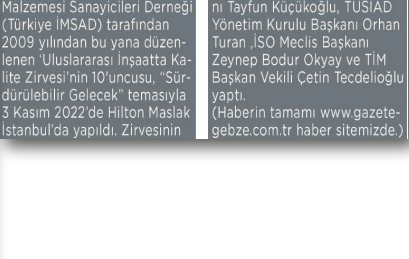 Malzemesi Sanayicileri Derneği
(Türkiye İMSAD) tarafından
2009 yılından bu yana düzen-
lenen ‘Uluslararası İnşaatta Ka-
lite Zirvesi’nin 10'uncusu, “Sür-
dürülebilir Gelecek” temasıyla
3 Kasım 2022’de Hilton Maslak
İstanbul’da yapıldı. Zirvesinin
nı Tayfun Küçükoğlu, TÜSİAD
Yönetim Kurulu Başkanı Orhan
Turan ,İSO Meclis Başkanı
Zeynep Bodur Okyay ve TİM
Başkan Vekili Çetin Tecdelioğlu
yaptı.
(Haberin tamamı www.gazete-
gebze.com.tr haber sitemizde.)